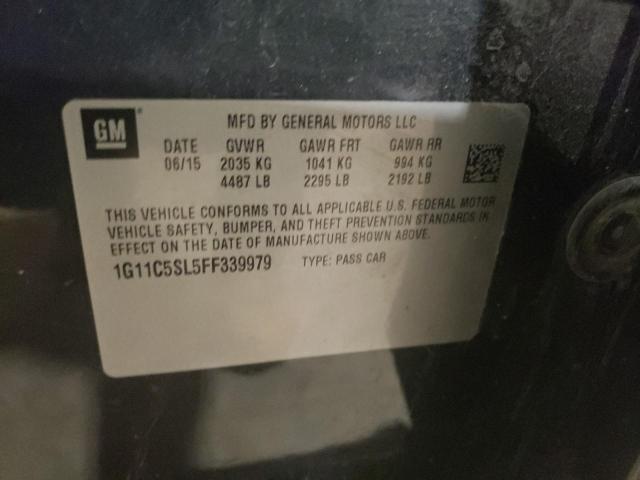 GM
MFD BY GENERAL MOTORS LLC
DATE GVWR GAWR FRT GAWR RR
06/15 2035 KG 1041 KG 994 KG
4487 LB 2295 LB 2192 LB
THIS VEHICLE CONFORMS TO ALL APPLICABLE U.S. FEDERAL MOTOR
VEHICLE SAFETY, BUMPER, AND THEFT PREVENTION STANDARDS IN
EFFECT ON THE DATE OF MANUFACTURE SHOWN ABOVE.
1G11C5SL5FF339979 TYPE: PASS CAR